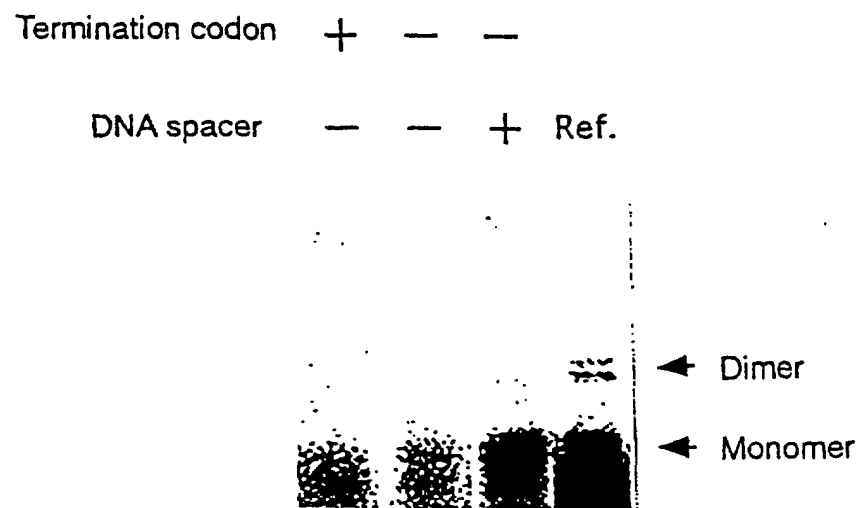 Termination codon + – –
DNA spacer – – + Ref.
Dimer
Monomer